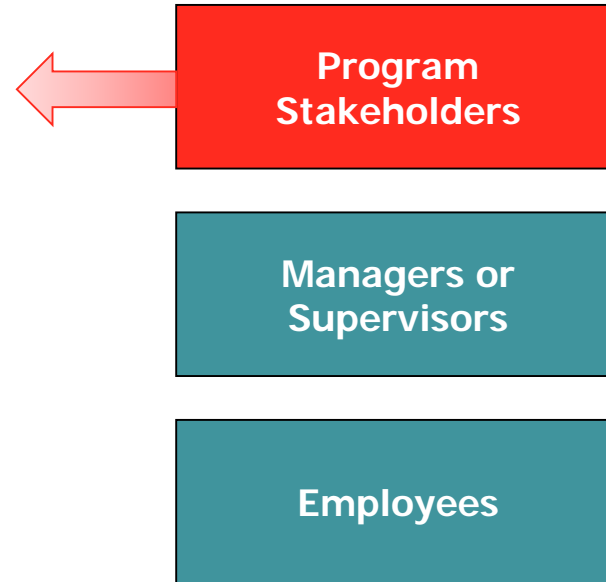 Program
Stakeholders
Managers or
Supervisors
Employees